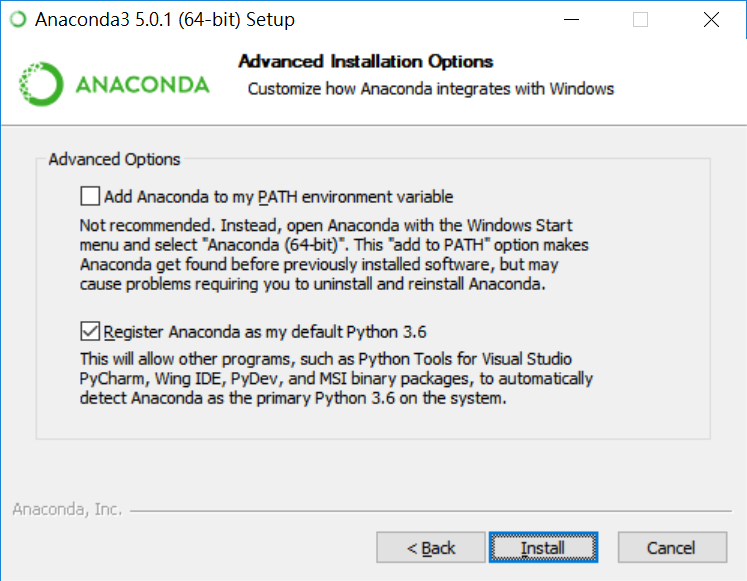 Anaconda3 5.0.1 (64-bit) Setup
ANACONDA
Advanced Installation Options
Customize how Anaconda integrates with Windows
Advanced Options
Add Anaconda to my PATH environment variable
Not recommended. Instead, open Anaconda with the Windows Start
menu and select "Anaconda (64-bit)". This "add to PATH" option makes
Anaconda get found before previously installed software, but may
cause problems requiring you to uninstall and reinstall Anaconda.
Register Anaconda as my default Python 3.6
This will allow other programs, such as Python Tools for Visual Studio
PyCharm, Wing IDE, PyDev, and MSI binary packages, to automatically
detect Anaconda as the primary Python 3.6 on the system.
Anaconda, Inc.
< Back Install Cancel